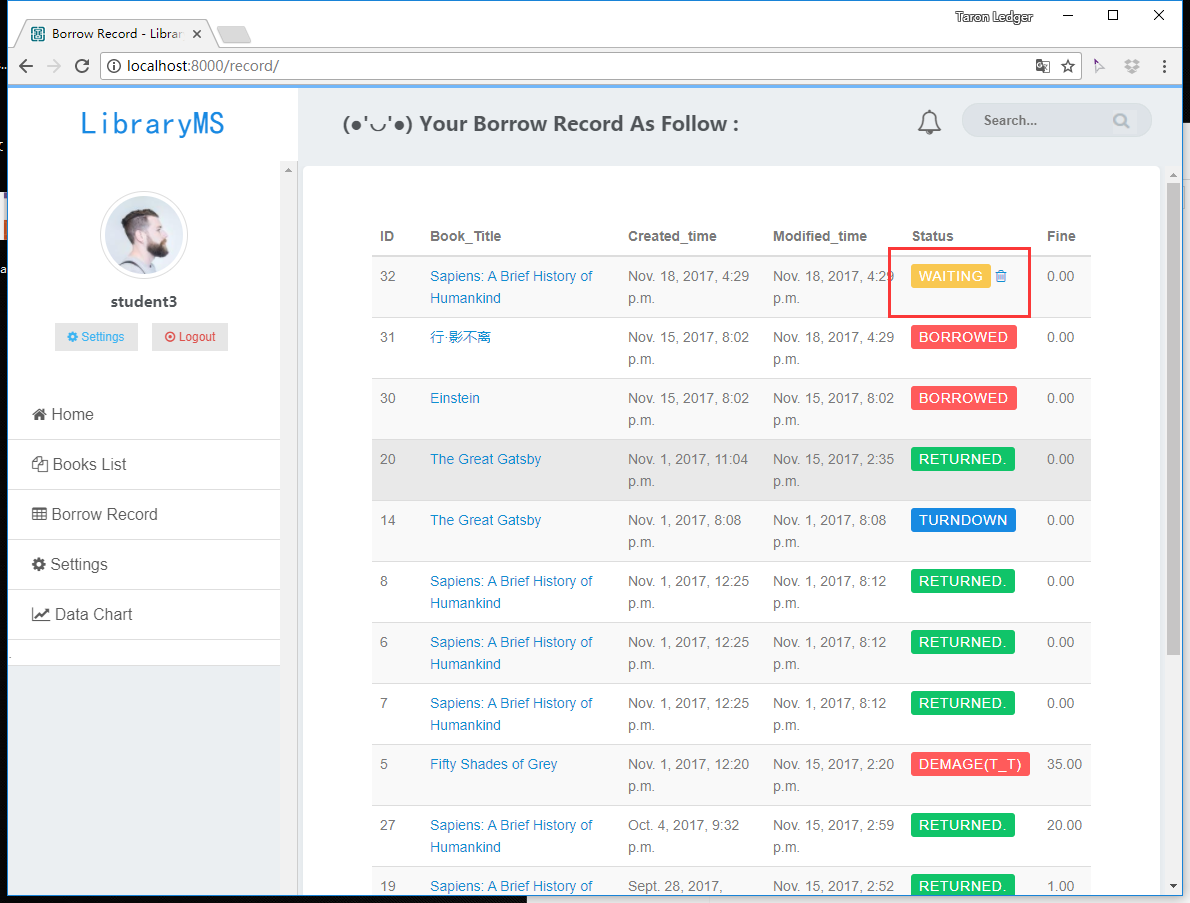 Taron Ledger
Borrow Record - Librar
localhost:8000/record/
LibraryMS
(●'◡'●) Your Borrow Record As Follow :
Search...
student3
Settings
Logout
Home
Books List
Borrow Record
Settings
Data Chart
ID Book_Title Created_time Modified_time Status Fine
32 Sapiens: A Brief History of Nov. 18, 2017, 4:29 Nov. 18, 2017, 4:29 WAITING 0.00
Humankind p.m. p.m.
31 行·影不离 Nov. 15, 2017, 8:02 Nov. 18, 2017, 4:29 BORROWED 0.00
p.m. p.m.
30 Einstein Nov. 15, 2017, 8:02 Nov. 15, 2017, 8:02 BORROWED 0.00
p.m. p.m.
20 The Great Gatsby Nov. 1, 2017, 11:04 Nov. 15, 2017, 2:35 RETURNED. 0.00
p.m. p.m.
14 The Great Gatsby Nov. 1, 2017, 8:08 Nov. 1, 2017, 8:08 TURNDOWN 0.00
p.m. p.m.
8 Sapiens: A Brief History of Nov. 1, 2017, 12:25 Nov. 1, 2017, 8:12 RETURNED. 0.00
Humankind p.m. p.m.
6 Sapiens: A Brief History of Nov. 1, 2017, 12:25 Nov. 1, 2017, 8:12 RETURNED. 0.00
Humankind p.m. p.m.
7 Sapiens: A Brief History of Nov. 1, 2017, 12:25 Nov. 1, 2017, 8:12 RETURNED. 0.00
Humankind p.m. p.m.
5 Fifty Shades of Grey Nov. 1, 2017, 12:20 Nov. 15, 2017, 2:20 DEMAGE(T_T) 35.00
p.m. p.m.
27 Sapiens: A Brief History of Oct. 4, 2017, 9:32 Nov. 15, 2017, 2:59 RETURNED. 20.00
Humankind p.m. p.m.
19 Sapiens: A Brief History of Sept. 28, 2017, Nov. 15, 2017, 2:52 RETURNED. 1.00